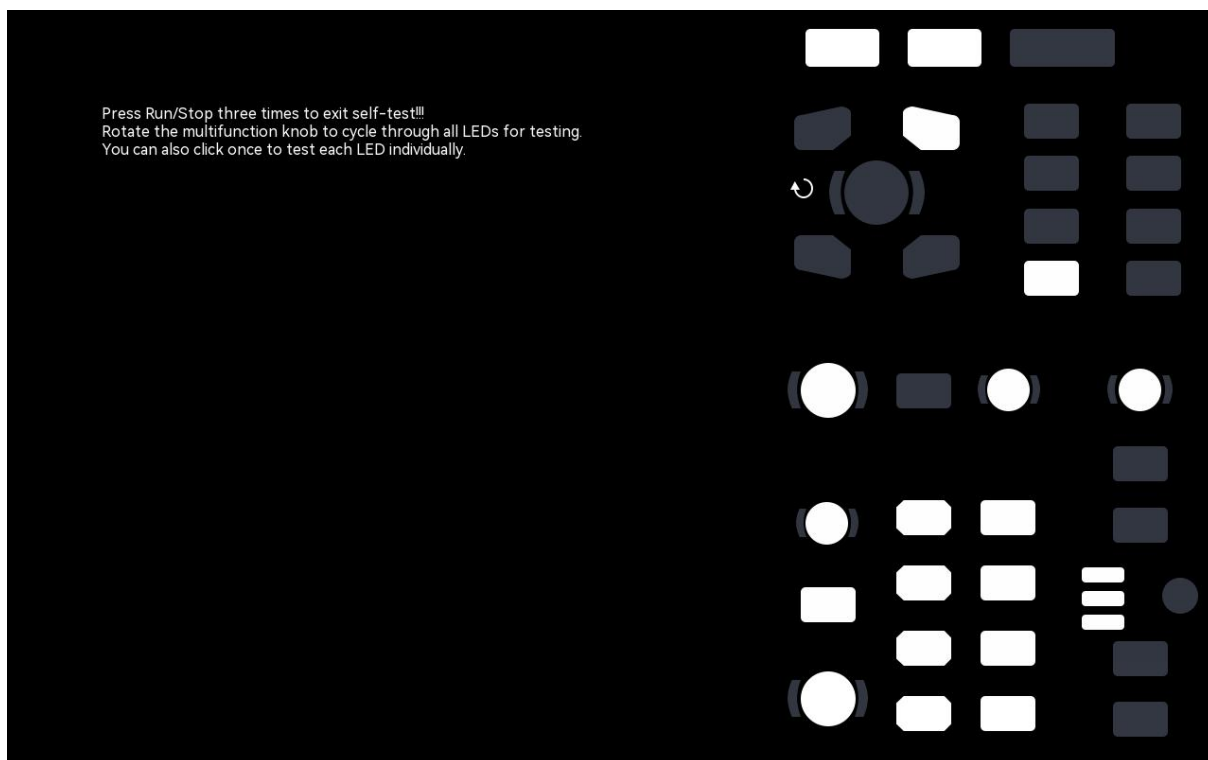 Press Run/Stop three times to exit self-test!!!
Rotate the multifunction knob to cycle through all LEDs for testing.
You can also click once to test each LED individually.